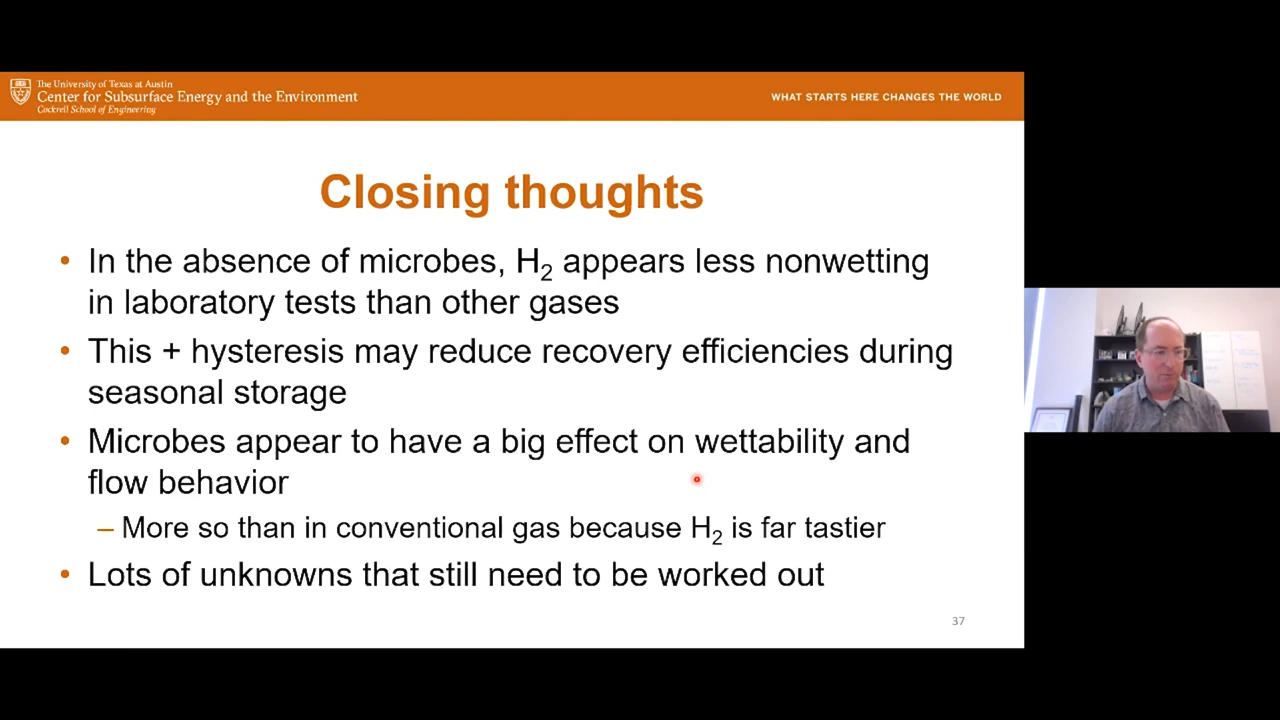 The University of Texas at Austin
Center for Subsurface Energy and the Environment
Cockrell School of Engineering
WHAT STARTS HERE CHANGES THE WORLD
Closing thoughts
• In the absence of microbes, H₂ appears less nonwetting
in laboratory tests than other gases
• This + hysteresis may reduce recovery efficiencies during
seasonal storage
• Microbes appear to have a big effect on wettability and
flow behavior
– More so than in conventional gas because H₂ is far tastier
• Lots of unknowns that still need to be worked out
37